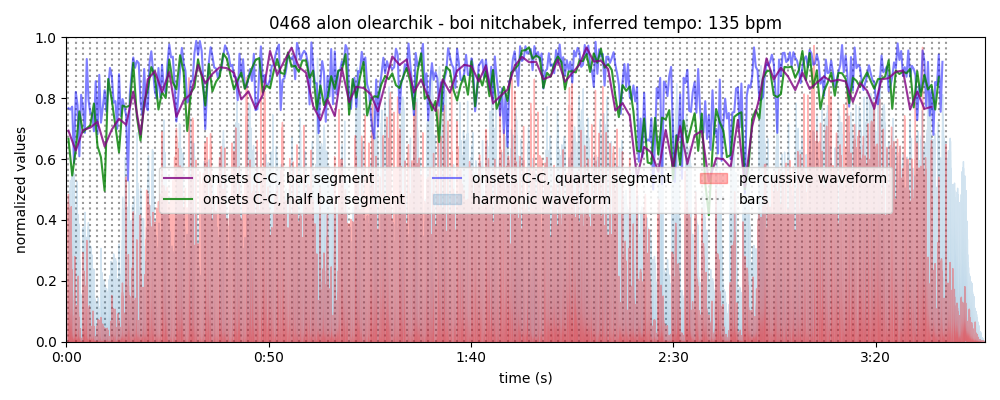 0468 alon olearchik - boi nitchabek, inferred tempo: 135 bpm
normalized values
1.0
0.8
0.6
0.4
0.2
0.0
onsets C-C, bar segment
onsets C-C, half bar segment
onsets C-C, quarter segment
harmonic waveform
percussive waveform
bars
0:00 0:50 1:40 2:30 3:20
time (s)